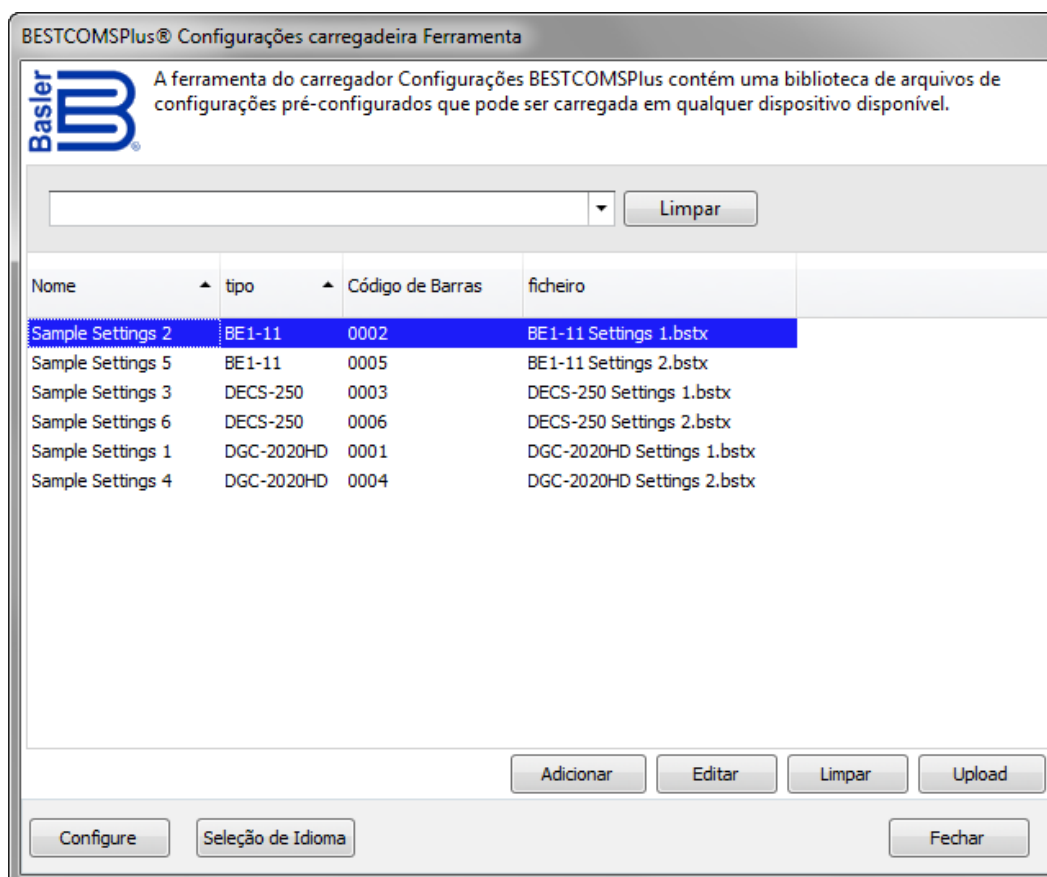 BESTCOMSPlus® Configurações carregadeira Ferramenta
Basler
A ferramenta do carregador Configurações BESTCOMSPlus contém uma biblioteca de arquivos de
configurações pré-configurados que pode ser carregada em qualquer dispositivo disponível.
Limpar
Nome tipo Código de Barras ficheiro
Sample Settings 2 BE1-11 0002 BE1-11 Settings 1.bstx
Sample Settings 5 BE1-11 0005 BE1-11 Settings 2.bstx
Sample Settings 3 DECS-250 0003 DECS-250 Settings 1.bstx
Sample Settings 6 DECS-250 0006 DECS-250 Settings 2.bstx
Sample Settings 1 DGC-2020HD 0001 DGC-2020HD Settings 1.bstx
Sample Settings 4 DGC-2020HD 0004 DGC-2020HD Settings 2.bstx
Adicionar Editar Limpar Upload
Configure Seleção de Idioma Fechar